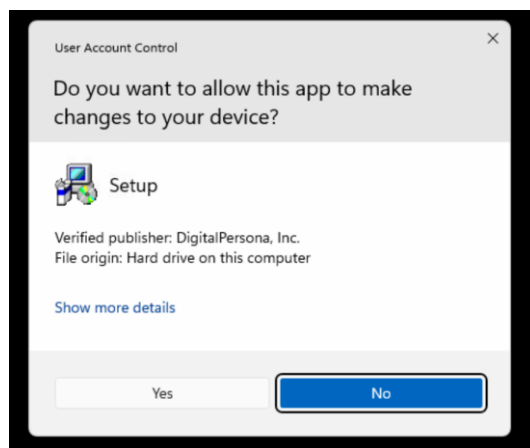 User Account Control
Do you want to allow this app to make
changes to your device?
Setup
Verified publisher: DigitalPersona, Inc.
File origin: Hard drive on this computer
Show more details
Yes
No